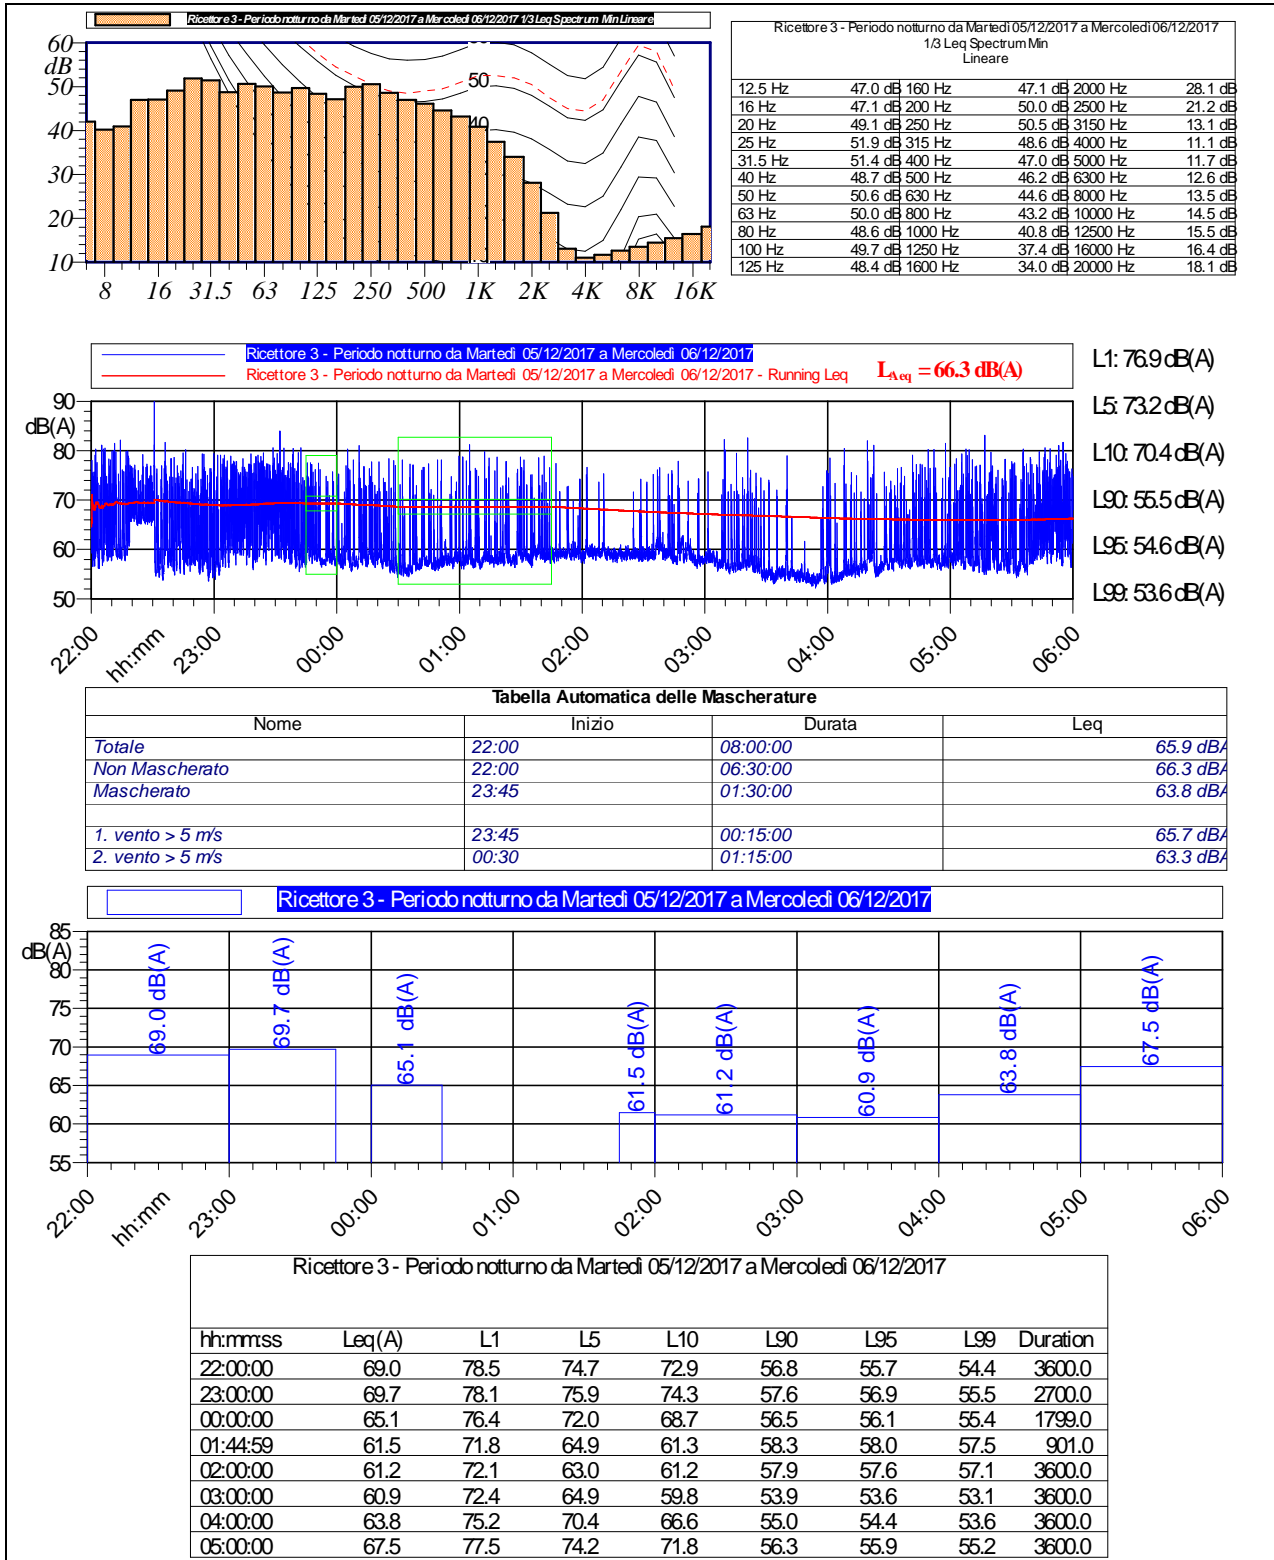 Ricettore 3 - Periodo notturno da Martedì 05/12/2017 a Mercoledì 06/12/2017 1/3 Leq Spectrum Min Lineare
60
dB
50
40
30
20
10
50
40
8 16 31.5 63 125 250 500 1K 2K 4K 8K 16K
Ricettore 3 - Periodo notturno da Martedì 05/12/2017 a Mercoledì 06/12/2017
1/3 Leq Spectrum Min
Lineare
12.5 Hz 47.0 dB 160 Hz 47.1 dB 2000 Hz 28.1 dB
16 Hz 47.1 dB 200 Hz 50.0 dB 2500 Hz 21.2 dB
20 Hz 49.1 dB 250 Hz 50.5 dB 3150 Hz 13.1 dB
25 Hz 51.9 dB 315 Hz 48.6 dB 4000 Hz 11.1 dB
31.5 Hz 51.4 dB 400 Hz 47.0 dB 5000 Hz 11.7 dB
40 Hz 48.7 dB 500 Hz 46.2 dB 6300 Hz 12.6 dB
50 Hz 50.6 dB 630 Hz 44.6 dB 8000 Hz 13.5 dB
63 Hz 50.0 dB 800 Hz 43.2 dB 10000 Hz 14.5 dB
80 Hz 48.6 dB 1000 Hz 40.8 dB 12500 Hz 15.5 dB
100 Hz 49.7 dB 1250 Hz 37.4 dB 16000 Hz 16.4 dB
125 Hz 48.4 dB 1600 Hz 34.0 dB 20000 Hz 18.1 dB
Ricettore 3 - Periodo notturno da Martedì 05/12/2017 a Mercoledì 06/12/2017
Ricettore 3 - Periodo notturno da Martedì 05/12/2017 a Mercoledì 06/12/2017 - Running Leq LAeq = 66.3 dB(A)
L1: 76.9 dB(A)
L5: 73.2 dB(A)
L10: 70.4 dB(A)
L90: 55.5 dB(A)
L95: 54.6 dB(A)
L99: 53.6 dB(A)
90
dB(A)
80
70
60
50
22:00 hh:mm 23:00 00:00 01:00 02:00 03:00 04:00 05:00 06:00
Tabella Automatica delle Mascherature
Nome Inizio Durata Leq
Totale 22:00 08:00:00 65.9 dBA
Non Mascherato 22:00 06:30:00 66.3 dBA
Mascherato 23:45 01:30:00 63.8 dBA
1. vento > 5 m/s 23:45 00:15:00 65.7 dBA
2. vento > 5 m/s 00:30 01:15:00 63.3 dBA
Ricettore 3 - Periodo notturno da Martedì 05/12/2017 a Mercoledì 06/12/2017
85
dB(A)
80
75
70
65
60
55
69.0 dB(A)
69.7 dB(A)
65.1 dB(A)
61.5 dB(A)
61.2 dB(A)
60.9 dB(A)
63.8 dB(A)
67.5 dB(A)
22:00 hh:mm 23:00 00:00 01:00 02:00 03:00 04:00 05:00 06:00
Ricettore 3 - Periodo notturno da Martedì 05/12/2017 a Mercoledì 06/12/2017
hh:mm:ss Leq(A) L1 L5 L10 L90 L95 L99 Duration
22:00:00 69.0 78.5 74.7 72.9 56.8 55.7 54.4 3600.0
23:00:00 69.7 78.1 75.9 74.3 57.6 56.9 55.5 2700.0
00:00:00 65.1 76.4 72.0 68.7 56.5 56.1 55.4 1799.0
01:44:59 61.5 71.8 64.9 61.3 58.3 58.0 57.5 901.0
02:00:00 61.2 72.1 63.0 61.2 57.9 57.6 57.1 3600.0
03:00:00 60.9 72.4 64.9 59.8 53.9 53.6 53.1 3600.0
04:00:00 63.8 75.2 70.4 66.6 55.0 54.4 53.6 3600.0
05:00:00 67.5 77.5 74.2 71.8 56.3 55.9 55.2 3600.0